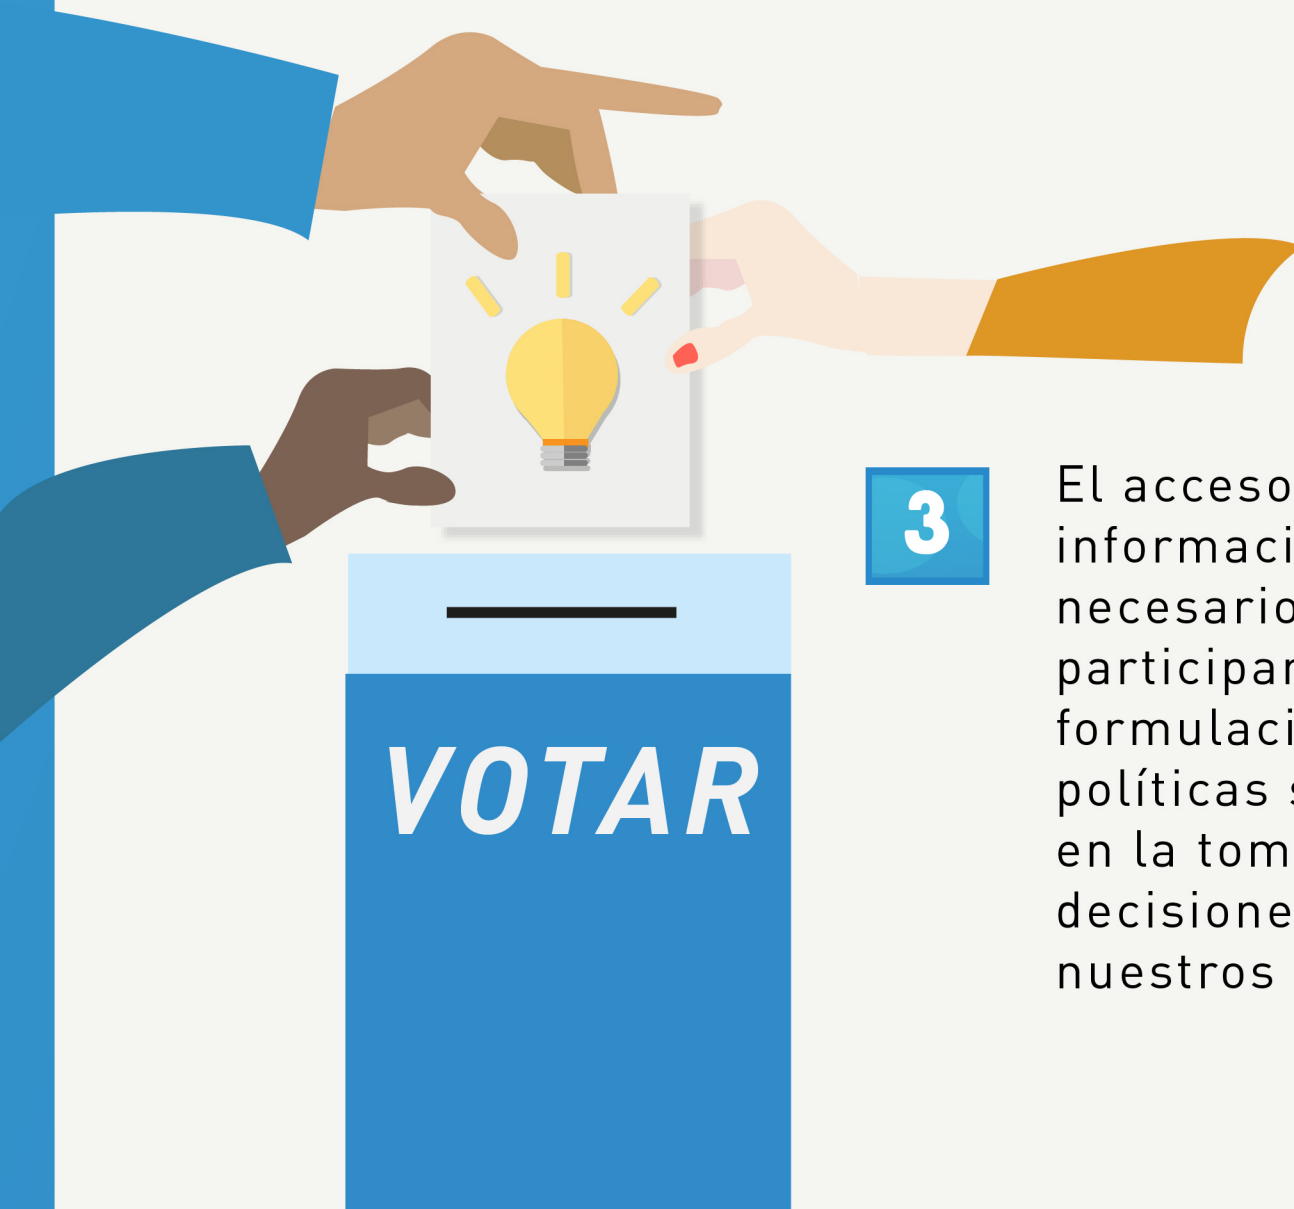 3
El acceso
informaci
necesario
participar
formulaci
políticas s
en la tom
decisione
nuestros
VOTAR